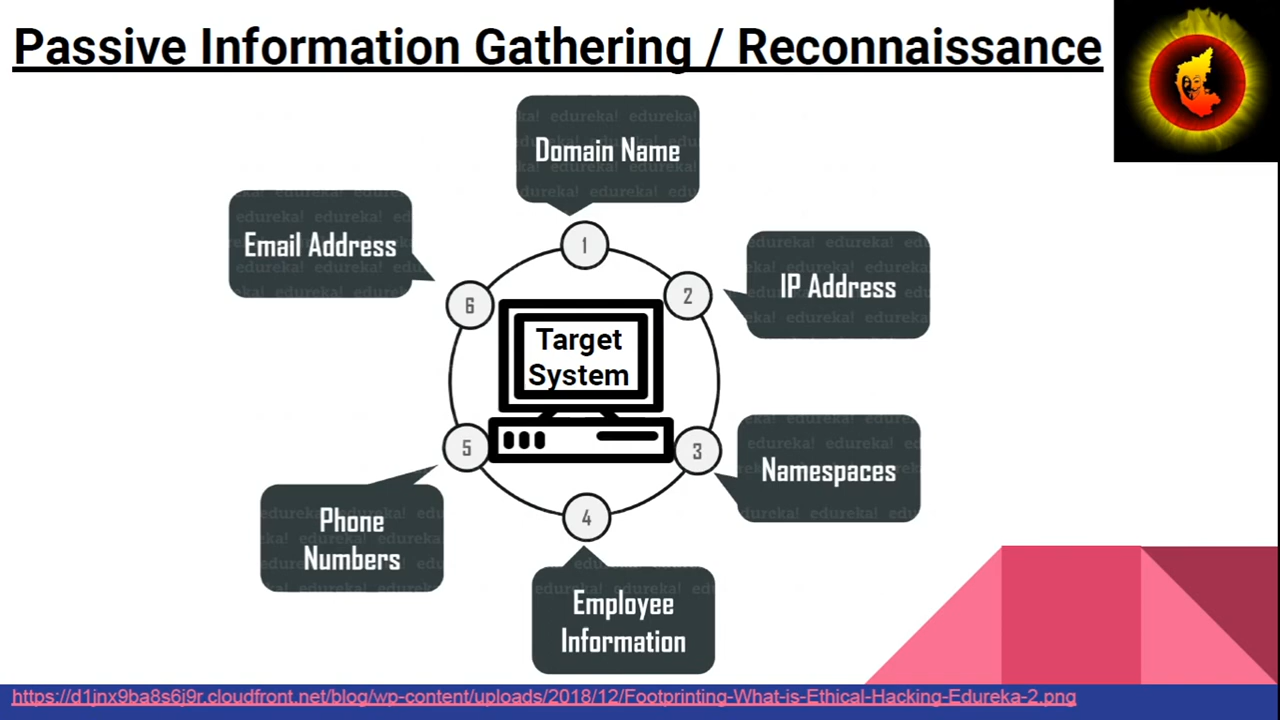 Passive Information Gathering / Reconnaissance
Domain Name
1
IP Address
2
Namespaces
3
Employee
Information
4
Phone
Numbers
5
Email Address
6
Target
System
https://d1jnx9ba8s6j9r.cloudfront.net/blog/wp-content/uploads/2018/12/Footprinting-What-is-Ethical-Hacking-Edureka-2.png